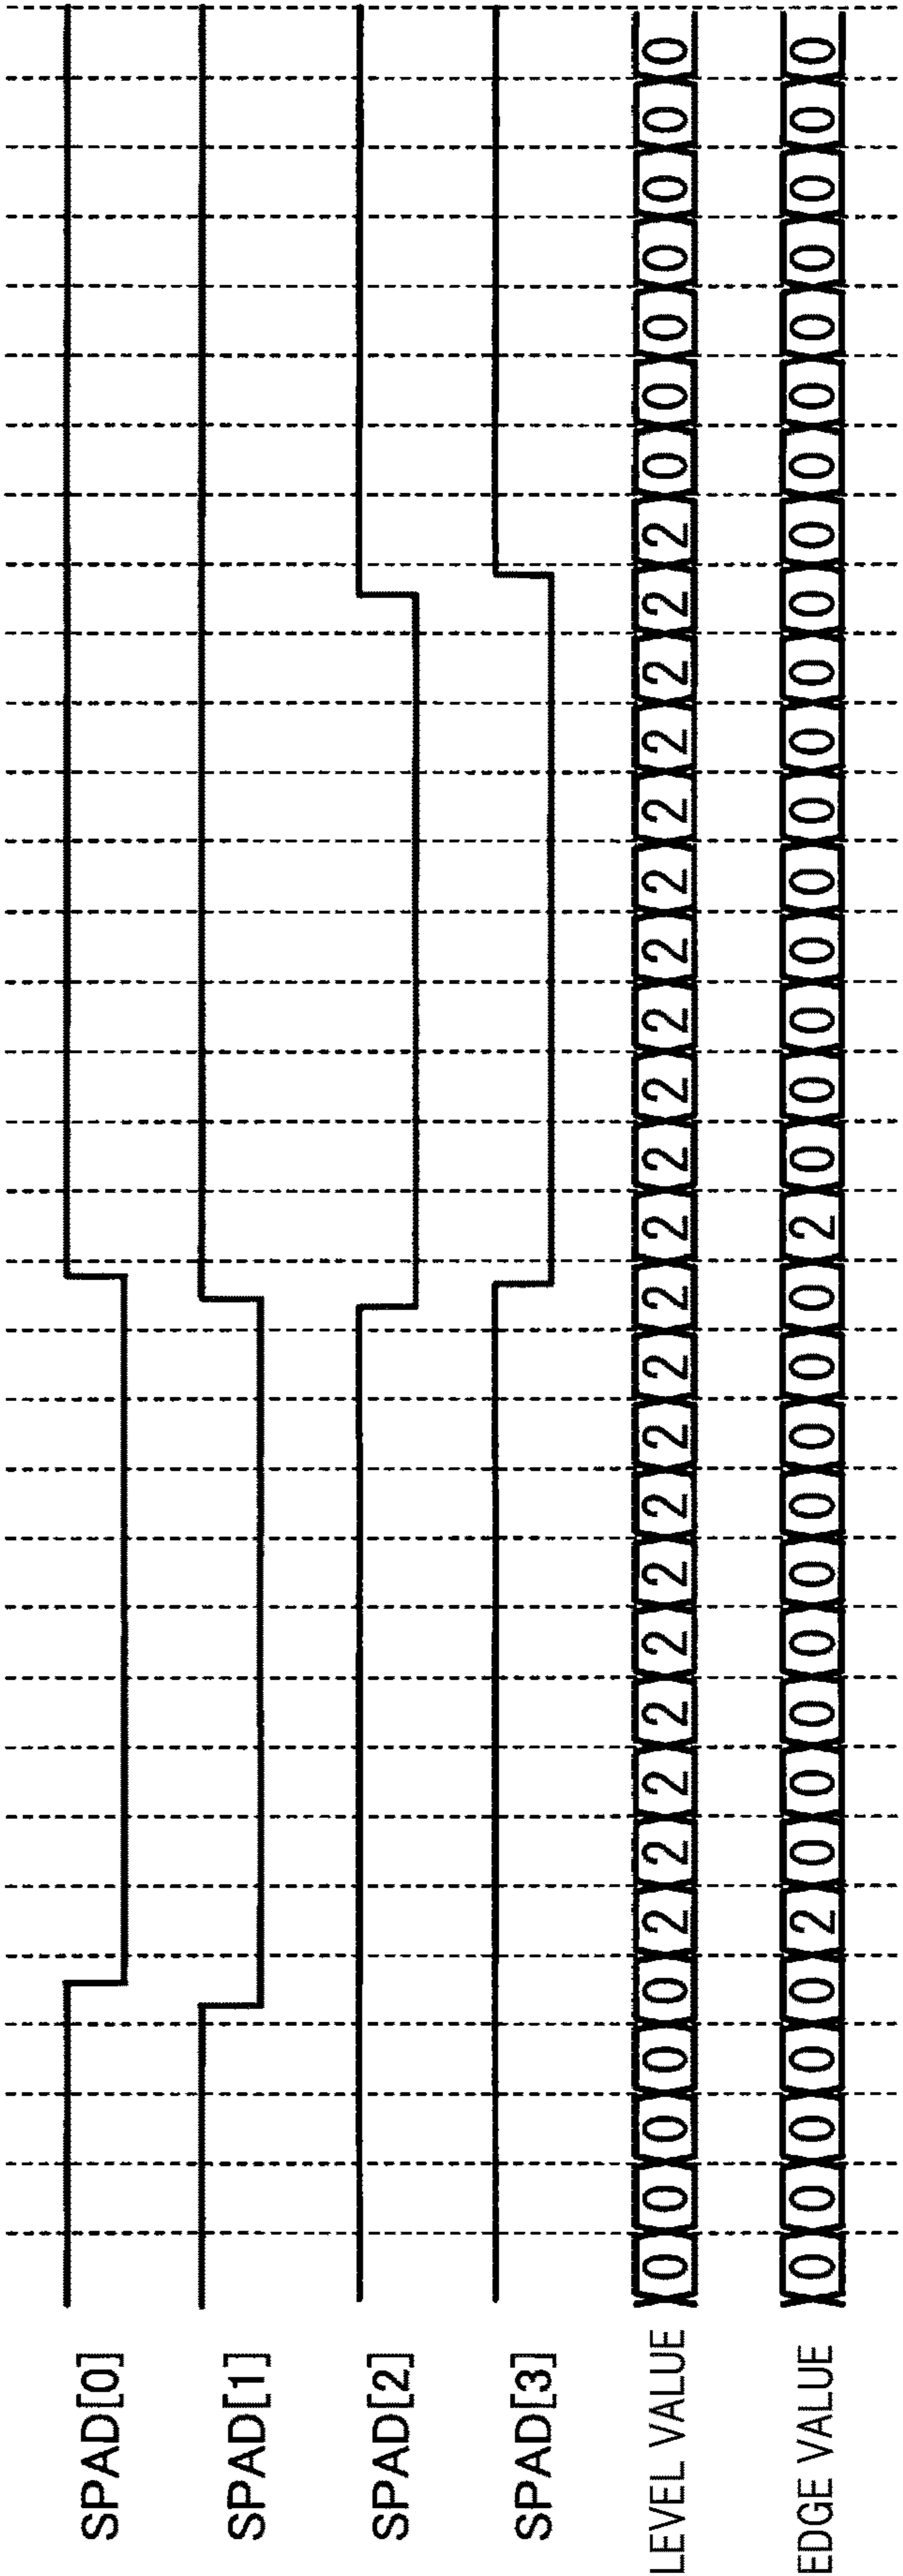 SPAD[0]
SPAD[1]
SPAD[2]
SPAD[3]
LEVEL VALUE 0 0 0 0 0 2 2 2 2 2 2 2 2 2 2 2 2 2 2 2 2 2 2 2 2 2 0 0 0 0 0 0 0
EDGE VALUE 0 0 0 0 0 2 0 0 0 0 0 0 0 0 0 2 0 0 0 0 0 0 0 0 0 0 0 0 0 0 0 0 0